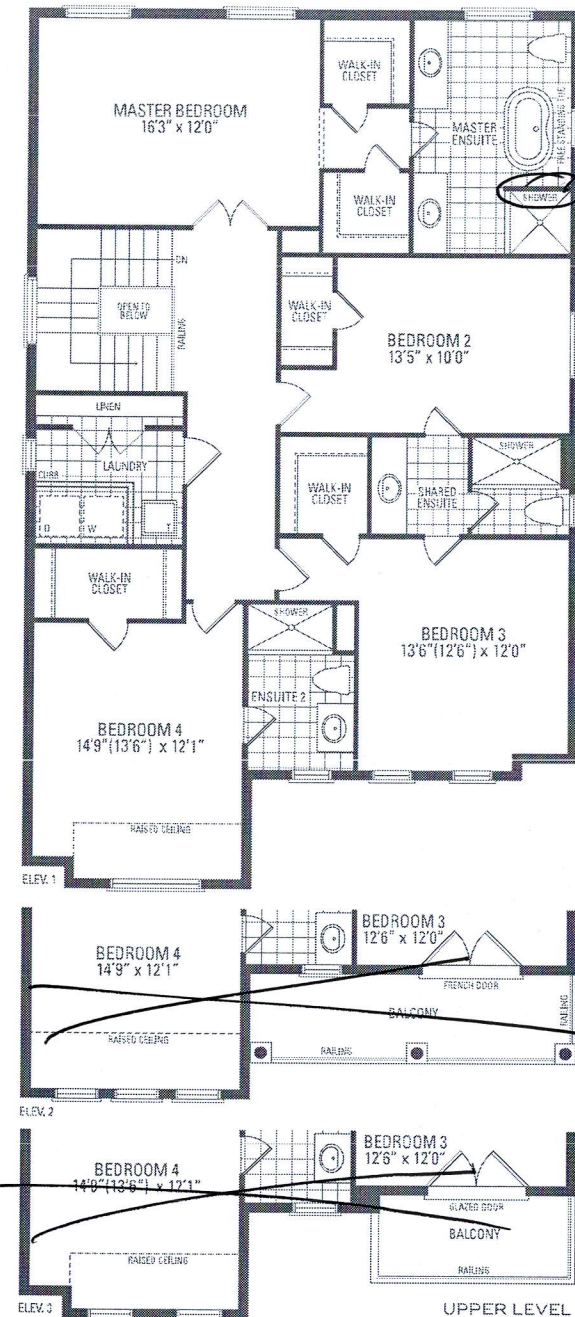 WALK-IN
CLOSET
MASTER BEDROOM
16'3" x 12'0"
MASTER
ENSUITE
FREE STANDING TUB
WALK-IN
CLOSET
SHOWER
DN
OPEN TO
BELOW
RAILING
WALK-IN
CLOSET
BEDROOM 2
13'5" x 10'0"
LINEN
LAUNDRY
CURB
D W T
WALK-IN
CLOSET
SHARED
ENSUITE
SHOWER
WALK-IN
CLOSET
SHOWER
BEDROOM 3
13'6"(12'6") x 12'0"
ENSUITE 2
BEDROOM 4
14'9"(13'6") x 12'1"
RAISED CEILING
ELEV. 1
BEDROOM 3
12'6" x 12'0"
BEDROOM 4
14'9" x 12'1"
FRENCH DOOR
BALCONY
RAILING
RAISED CEILING
RAILING
ELEV. 2
BEDROOM 3
12'6" x 12'0"
BEDROOM 4
14'9"(13'6") x 12'1"
GLAZED DOOR
BALCONY
RAISED CEILING
RAILING
ELEV. 3
UPPER LEVEL